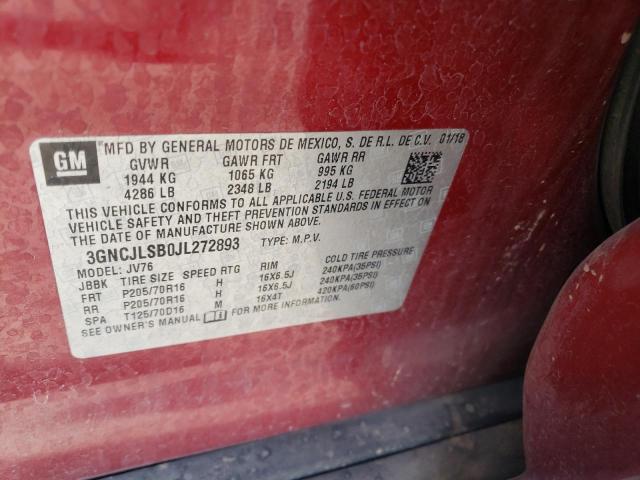 GM
MFD BY GENERAL MOTORS DE MEXICO, S. DE R.L. DE C.V. 01/18
GVWR GAWR FRT GAWR RR
1944 KG 1065 KG 995 KG
4286 LB 2348 LB 2194 LB
THIS VEHICLE CONFORMS TO ALL APPLICABLE U.S. FEDERAL MOTOR
VEHICLE SAFETY AND THEFT PREVENTION STANDARDS IN EFFECT ON
THE DATE OF MANUFACTURE SHOWN ABOVE.
3GNCJLSB0JL272893 TYPE: M.P.V.
MODEL: JV76
JBBK TIRE SIZE SPEED RTG RIM COLD TIRE PRESSURE
FRT P205/70R16 H 16X6.5J 240KPA(35PSI)
RR P205/70R16 H 16X6.5J 240KPA(35PSI)
SPA T125/70D16 M 16X4T 420KPA(60PSI)
SEE OWNER'S MANUAL FOR MORE INFORMATION.